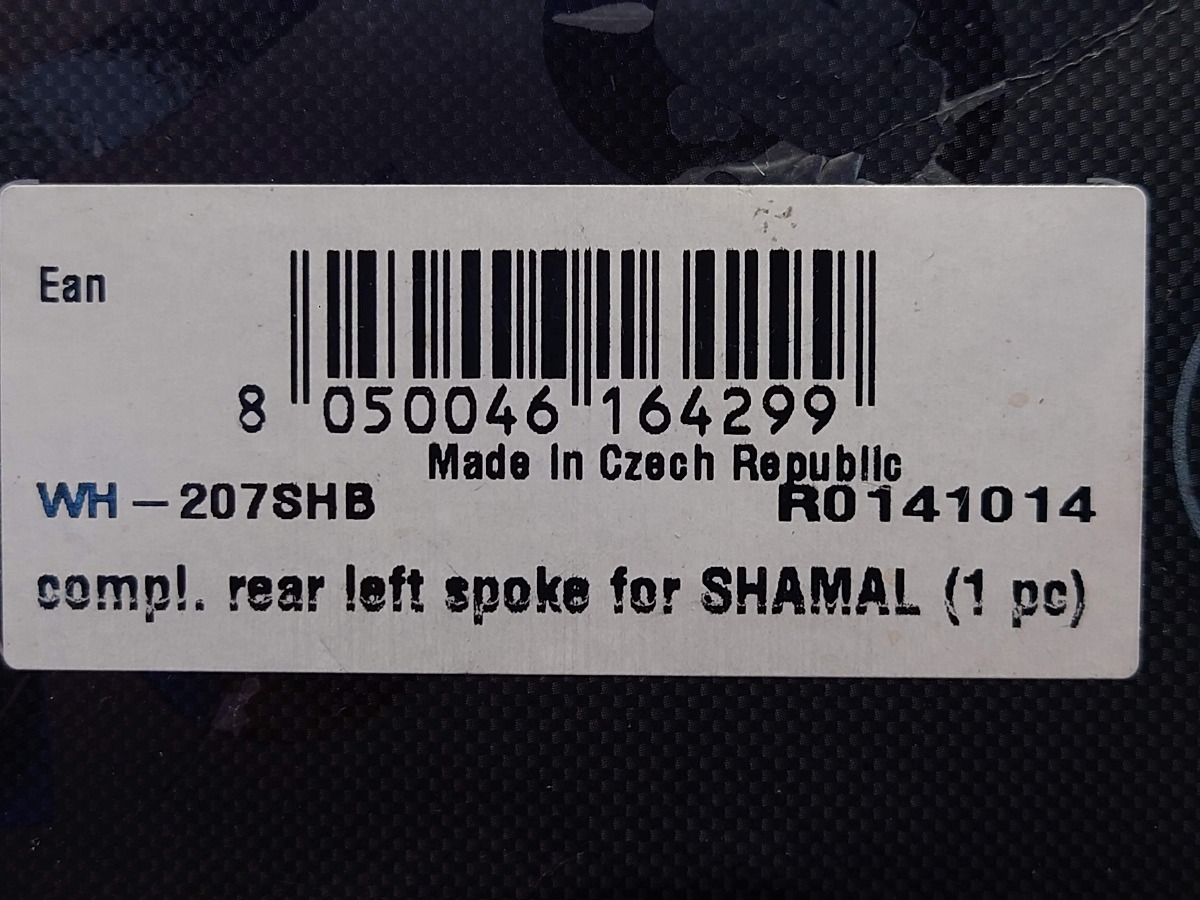 Ean
8 050046 164299
Made in Czech Republic
WH-207SHB R0141014
compl. rear left spoke for SHAMAL (1 pc)